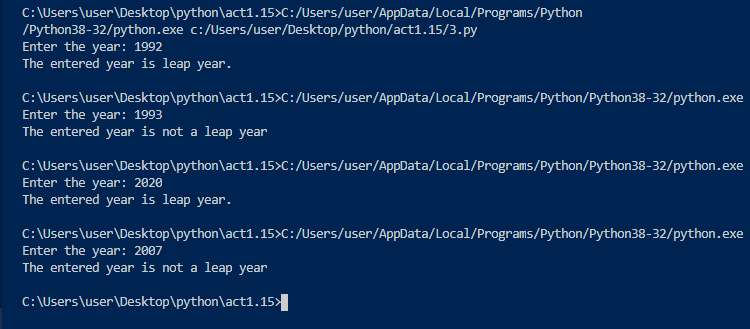 C:\Users\user\Desktop\python\act1.15>C:/Users/user/AppData/Local/Programs/Python
/Python38-32/python.exe c:/Users/user/Desktop/python/act1.15/3.py
Enter the year: 1992
The entered year is leap year.
C:\Users\user\Desktop\python\act1.15>C:/Users/user/AppData/Local/Programs/Python/Python38-32/python.exe
Enter the year: 1993
The entered year is not a leap year
C:\Users\user\Desktop\python\act1.15>C:/Users/user/AppData/Local/Programs/Python/Python38-32/python.exe
Enter the year: 2020
The entered year is leap year.
C:\Users\user\Desktop\python\act1.15>C:/Users/user/AppData/Local/Programs/Python/Python38-32/python.exe
Enter the year: 2007
The entered year is not a leap year
C:\Users\user\Desktop\python\act1.15>